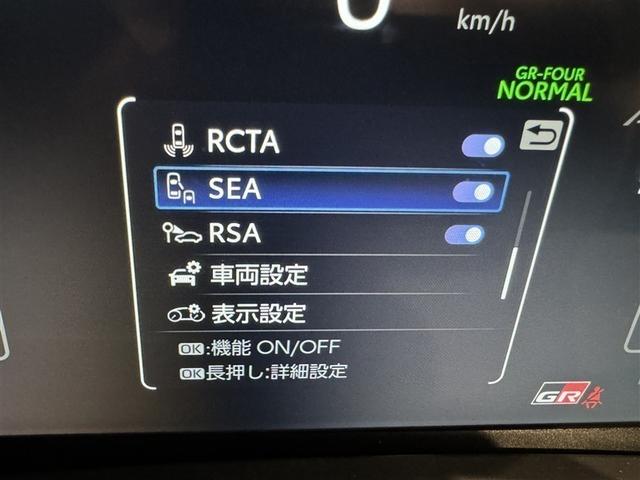 km/h
GR-FOUR
NORMAL
RCTA
SEA
RSA
車両設定
表示設定
OK:機能 ON/OFF
OK長押し:詳細設定
GR